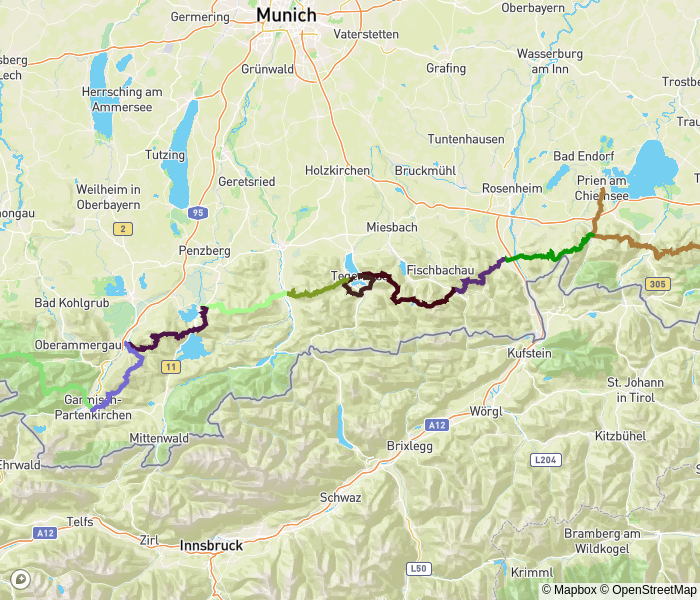 Oberbayern
Germering
Munich
Vaterstetten
Wasserburg
am Inn
sberg
Lech
Herrsching am
Ammersee
Grünwald
Grafing
Trostbe
Tra
Tuntenhausen
Tutzing
Holzkirchen
Bruckmühl
Bad Endorf
Geretsried
Prien am
Chiemsee
T
Rosenheim
Weilheim in
Oberbayern
ongau
95
2
Miesbach
Penzberg
Fischbachau
305
Bad Kohlgrub
Oberammergau
11
Kufstein
Garmisch-
Partenkirchen
St. Johann
in Tirol
Mittenwald
Wörgl
A12
Kitzbühel
Ehrwald
Brixlegg
L204
Schwaz
S
Telfs
A12
Zirl
Innsbruck
Bramberg am
Wildkogel
L50
Krimml
© Mapbox © OpenStreetMap